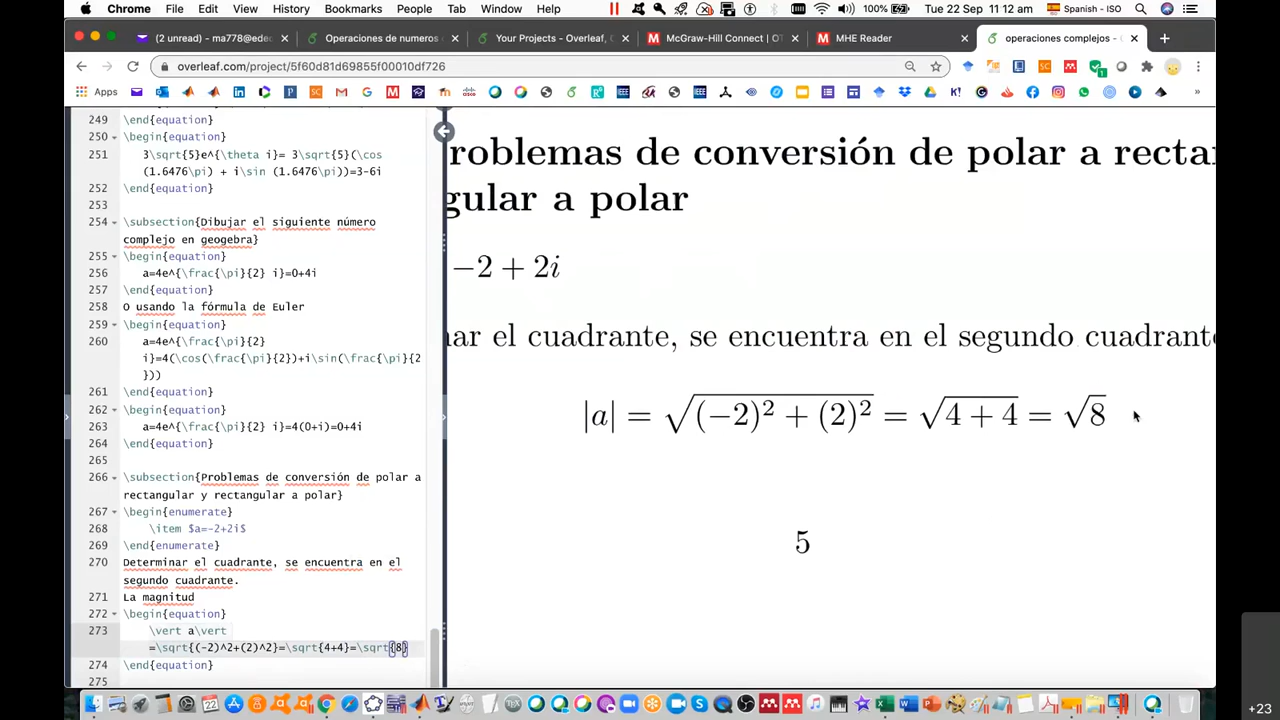 Chrome File Edit View History Bookmarks People Tab Window Help 100% Tue 22 Sep 11 12 am Spanish - ISO
(2 unread) - ma778@ede
Operaciones de numeros
Your Projects - Overleaf,
McGraw-Hill Connect | O
MHE Reader
operaciones complejos -
overleaf.com/project/5f60d81d69855f00010df726
Apps
249 \end{equation}
250 \begin{equation}
251 3\sqrt{5}e^{\theta i}= 3\sqrt{5}(\cos
(1.6476\pi) + i\sin (1.6476\pi))=3-6i
252 \end{equation}
253
254 \subsection{Dibujar el siguiente número
complejo en geogebra}
255 \begin{equation}
256 a=4e^{\frac{\pi}{2} i}=0+4i
257 \end{equation}
258 O usando la fórmula de Euler
259 \begin{equation}
260 a=4e^{\frac{\pi}{2}
i}=4(\cos(\frac{\pi}{2})+i\sin(\frac{\pi}{2
}))
261 \end{equation}
262 \begin{equation}
263 a=4e^{\frac{\pi}{2} i}=4(0+i)=0+4i
264 \end{equation}
265
266 \subsection{Problemas de conversión de polar a
rectangular y rectangular a polar}
267 \begin{enumerate}
268 \item $a=-2+2i$
269 \end{enumerate}
270 Determinar el cuadrante, se encuentra en el
segundo cuadrante.
271 La magnitud
272 \begin{equation}
273 \vert a\vert
=\sqrt{(-2)^2+(2)^2}=\sqrt{4+4}=\sqrt{8}
274 \end{equation}
275
roblemas de conversión de polar a recta
gular a polar
−2 + 2i
ar el cuadrante, se encuentra en el segundo cuadrant
|a| = √(−2)² + (2)² = √4 + 4 = √8
5
+23